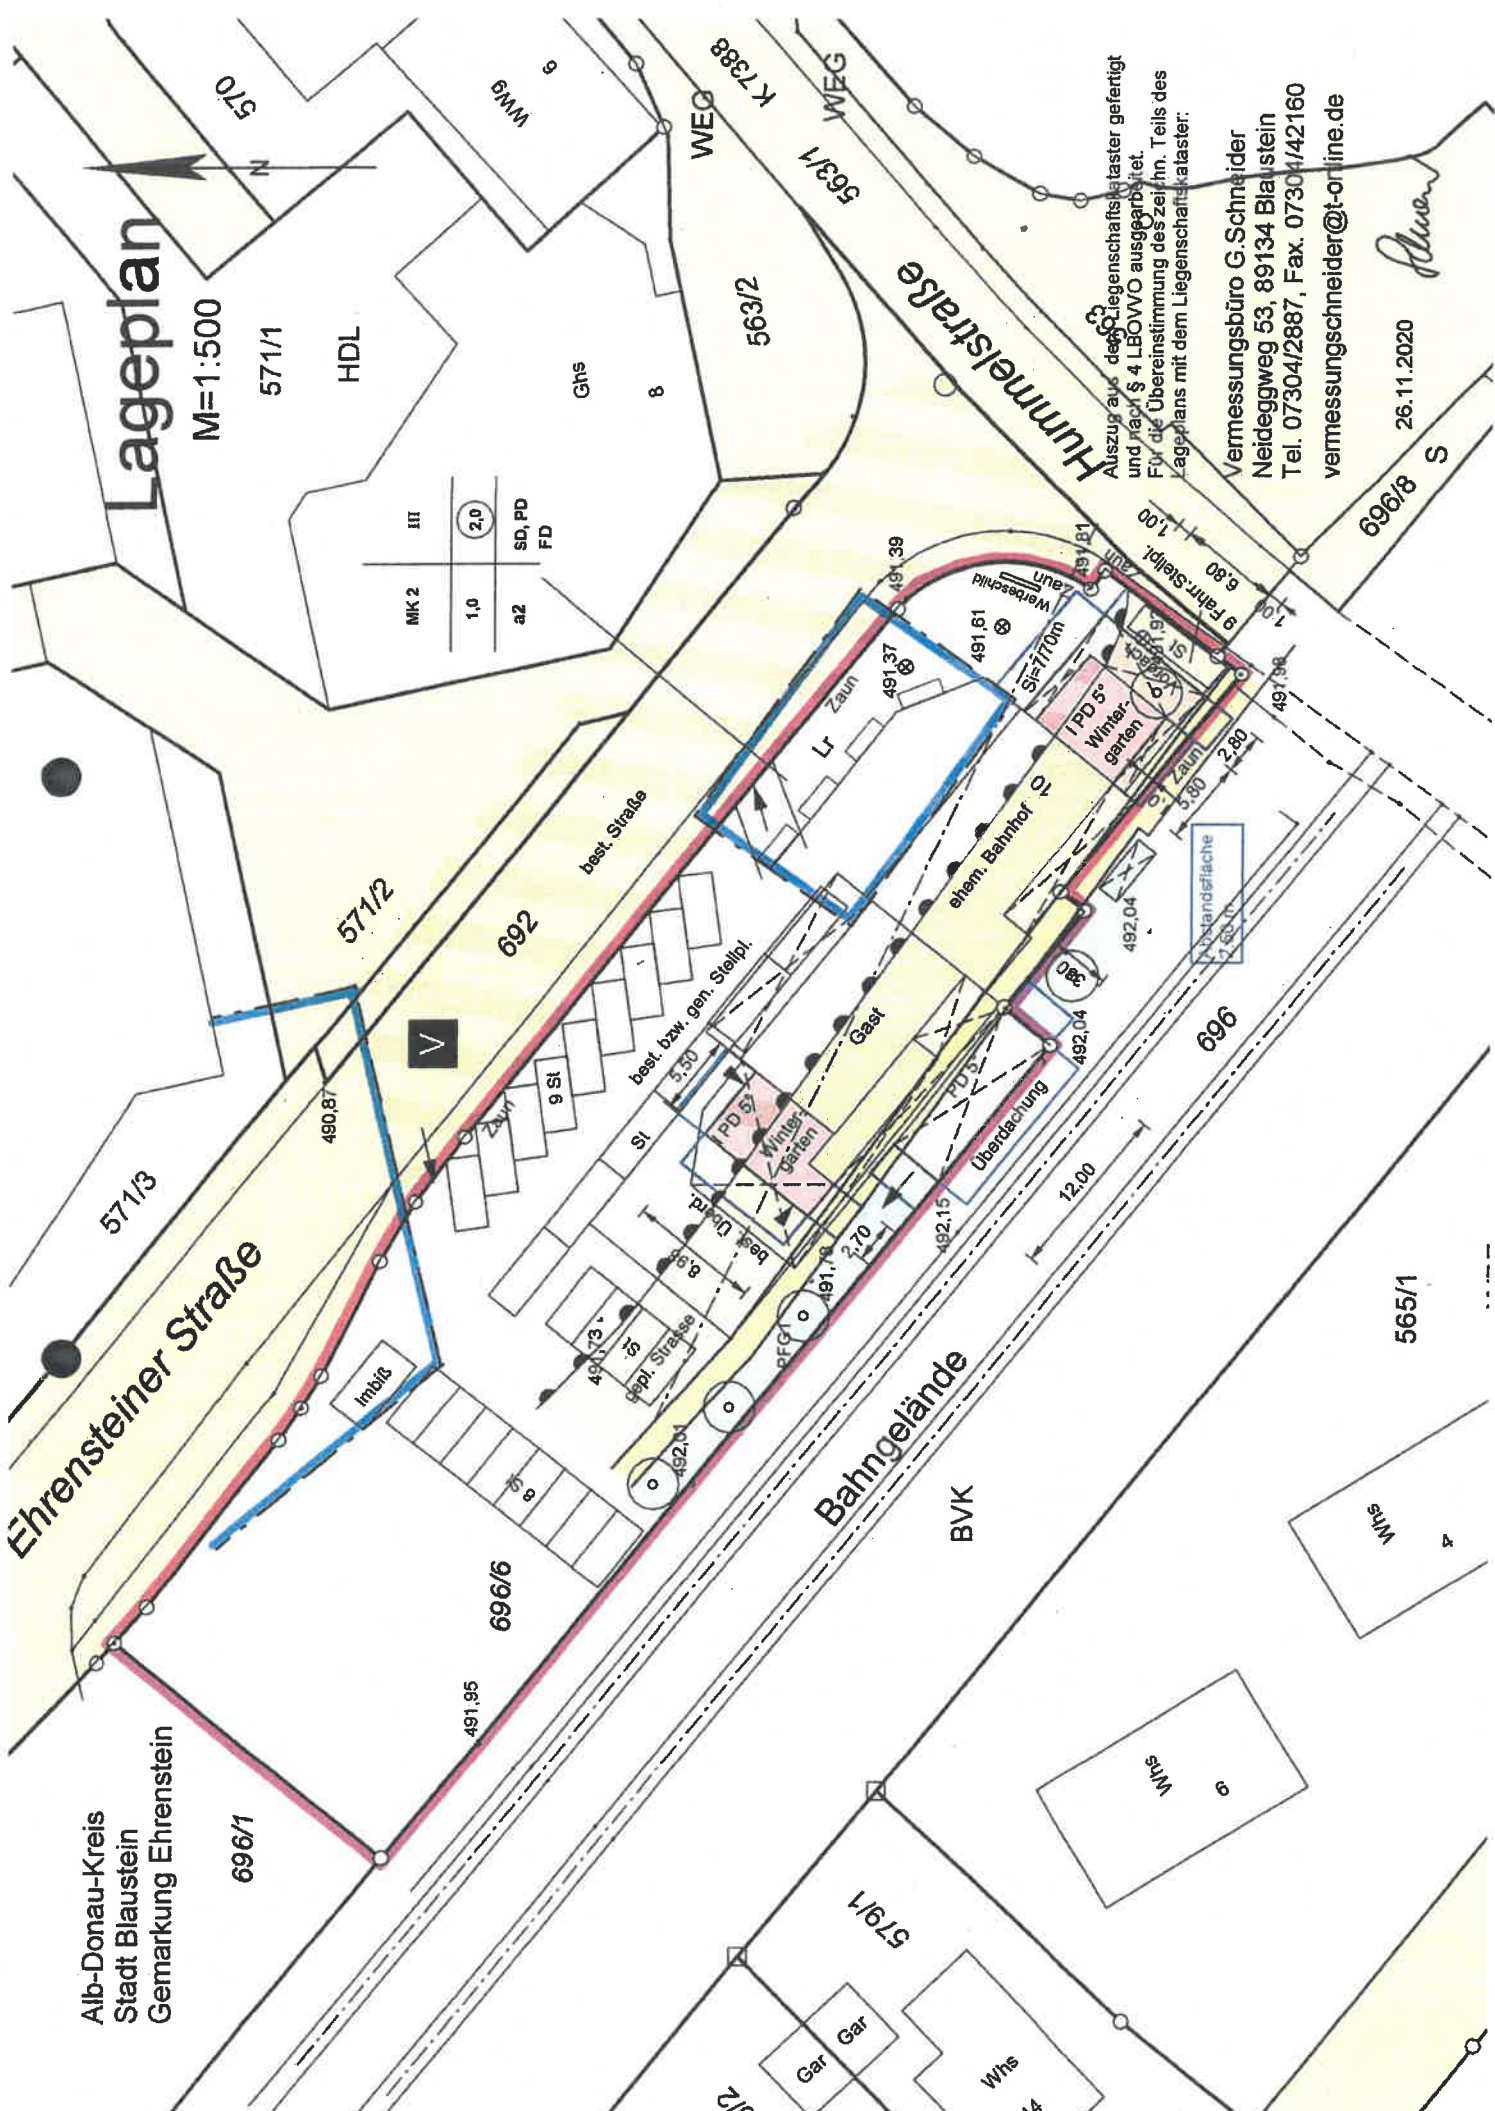 Alb-Donau-Kreis
Stadt Blaustein
Gemarkung Ehrenstein
Lageplan
M=1:500
N
Ehrensteiner Straße
696/1
571/3
490,87
571/2
571/1
HDL
570
WWg
6
Ghs
8
563/2
WEG
K 7388
WEG
563/1
Hummelstraße
563
MK 2
III
1,0
2,0
a2
SD, PD
FD
V
692
best. Straße
Zaun
9 St
Imbiß
8 St
696/6
491,95
492,01
best. bzw. gen. Stellpl.
5,50
St
I PD 5°
Winter-
garten
best. Überd.
8,98
St
gepl. Strasse
PFG1
2,70
492,15
Gast
ehem. Bahnhof
10
Lr
Zaun
491,37
491,39
491,61
Werbeschild
Zaun
491,81
Zaun
I PD 5°
Winter-
garten
St
9 Fahrr.Stellpl.
1,00
6,80
1,00
491,98
Zaun
2,80
5,80
PD 5°
Überdachung
492,04
492,04
Abstandsfläche
12,00
696
Bahngelände
BVK
565/1
696/8
S
Whs
4
Whs
6
579/1
Gar
Gar
Whs
Auszug aus dem Liegenschaftskataster gefertigt
und nach § 4 LBOVVO ausgearbeitet.
Für die Übereinstimmung des zeichn. Teils des
Lageplans mit dem Liegenschaftskataster:
Vermessungsbüro G.Schneider
Neideggweg 53, 89134 Blaustein
Tel. 07304/2887, Fax. 07304/42160
vermessungschneider@t-online.de
26.11.2020